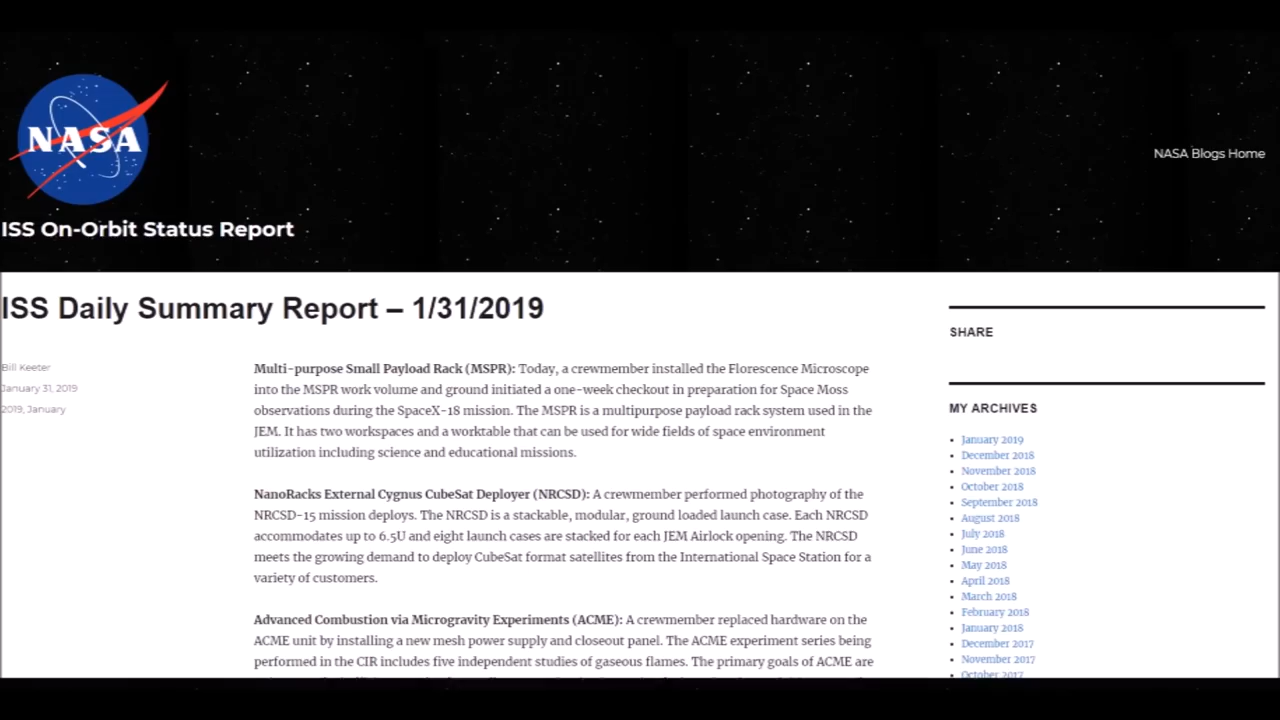 NASA
NASA Blogs Home
ISS On-Orbit Status Report
ISS Daily Summary Report – 1/31/2019
Bill Keeter
January 31, 2019
2019, January
Multi-purpose Small Payload Rack (MSPR): Today, a crewmember installed the Florescence Microscope
into the MSPR work volume and ground initiated a one-week checkout in preparation for Space Moss
observations during the SpaceX-18 mission. The MSPR is a multipurpose payload rack system used in the
JEM. It has two workspaces and a worktable that can be used for wide fields of space environment
utilization including science and educational missions.
NanoRacks External Cygnus CubeSat Deployer (NRCSD): A crewmember performed photography of the
NRCSD-15 mission deploys. The NRCSD is a stackable, modular, ground loaded launch case. Each NRCSD
accommodates up to 6.5U and eight launch cases are stacked for each JEM Airlock opening. The NRCSD
meets the growing demand to deploy CubeSat format satellites from the International Space Station for a
variety of customers.
Advanced Combustion via Microgravity Experiments (ACME): A crewmember replaced hardware on the
ACME unit by installing a new mesh power supply and closeout panel. The ACME experiment series being
performed in the CIR includes five independent studies of gaseous flames. The primary goals of ACME are
SHARE
MY ARCHIVES
January 2019
December 2018
November 2018
October 2018
September 2018
August 2018
July 2018
June 2018
May 2018
April 2018
March 2018
February 2018
January 2018
December 2017
November 2017
October 2017